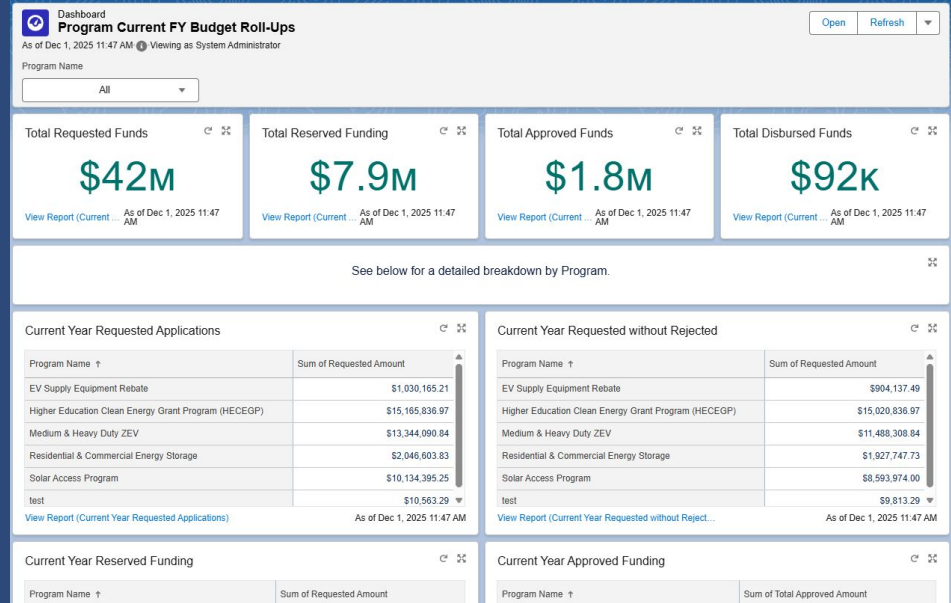 Dashboard
Program Current FY Budget Roll-Ups
As of Dec 1, 2025 11:47 AM Viewing as System Administrator
Open Refresh
Program Name
All
Total Requested Funds
$42M
View Report (Current ... As of Dec 1, 2025 11:47 AM
Total Reserved Funding
$7.9M
View Report (Current ... As of Dec 1, 2025 11:47 AM
Total Approved Funds
$1.8M
View Report (Current ... As of Dec 1, 2025 11:47 AM
Total Disbursed Funds
$92K
View Report (Current ... As of Dec 1, 2025 11:47 AM
See below for a detailed breakdown by Program.
Current Year Requested Applications
Program Name ↑ Sum of Requested Amount
EV Supply Equipment Rebate $1,030,165.21
Higher Education Clean Energy Grant Program (HECEGP) $15,165,836.97
Medium & Heavy Duty ZEV $13,344,090.84
Residential & Commercial Energy Storage $2,046,603.83
Solar Access Program $10,134,395.25
test $10,563.29
View Report (Current Year Requested Applications) As of Dec 1, 2025 11:47 AM
Current Year Requested without Rejected
Program Name ↑ Sum of Requested Amount
EV Supply Equipment Rebate $904,137.49
Higher Education Clean Energy Grant Program (HECEGP) $15,020,836.97
Medium & Heavy Duty ZEV $11,488,308.84
Residential & Commercial Energy Storage $1,927,747.73
Solar Access Program $8,593,974.00
test $9,813.29
View Report (Current Year Requested without Reject... As of Dec 1, 2025 11:47 AM
Current Year Reserved Funding
Program Name ↑ Sum of Requested Amount
Current Year Approved Funding
Program Name ↑ Sum of Total Approved Amount